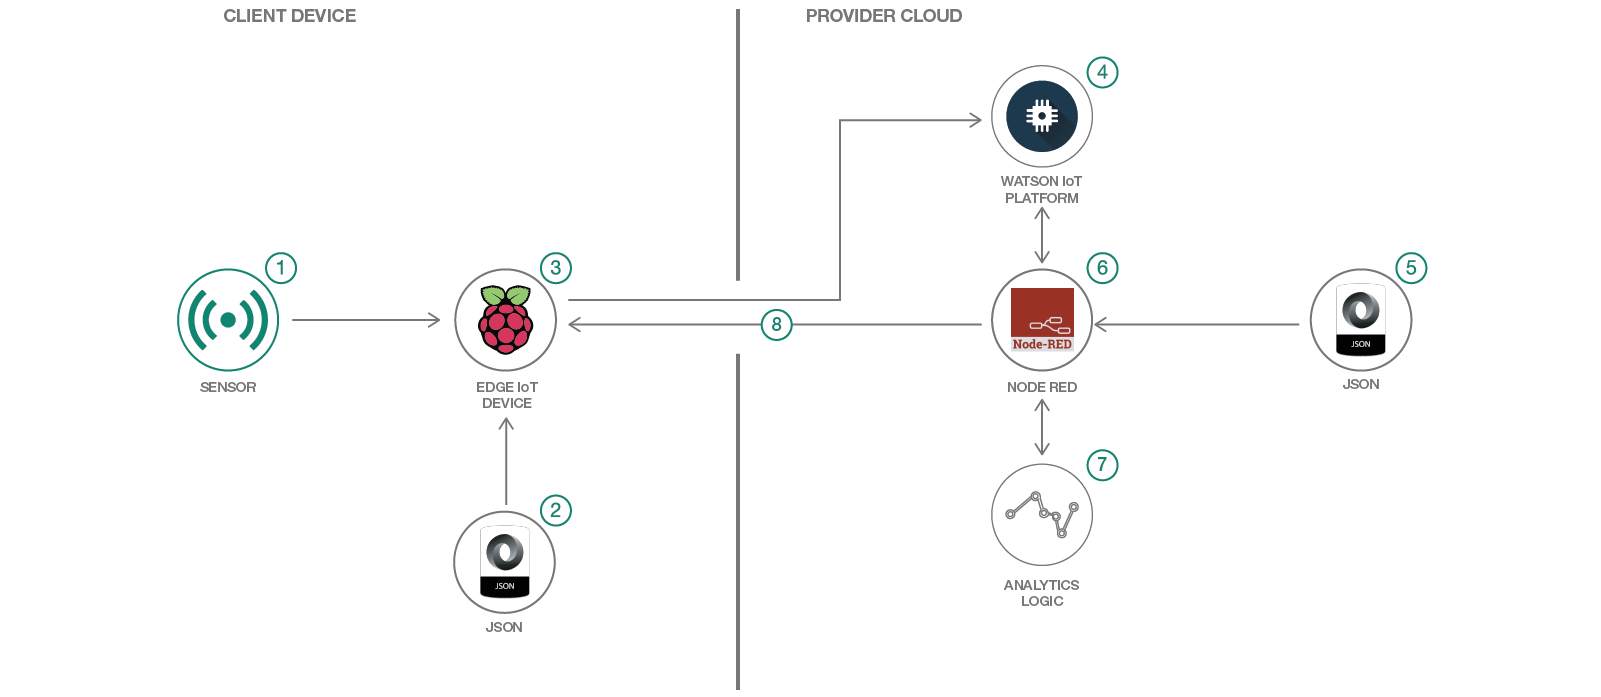 CLIENT DEVICE
PROVIDER CLOUD
4
WATSON IoT
PLATFORM
1
SENSOR
3
EDGE IoT
DEVICE
8
6
Node-RED
NODE RED
5
JSON
JSON
2
JSON
JSON
7
ANALYTICS
LOGIC